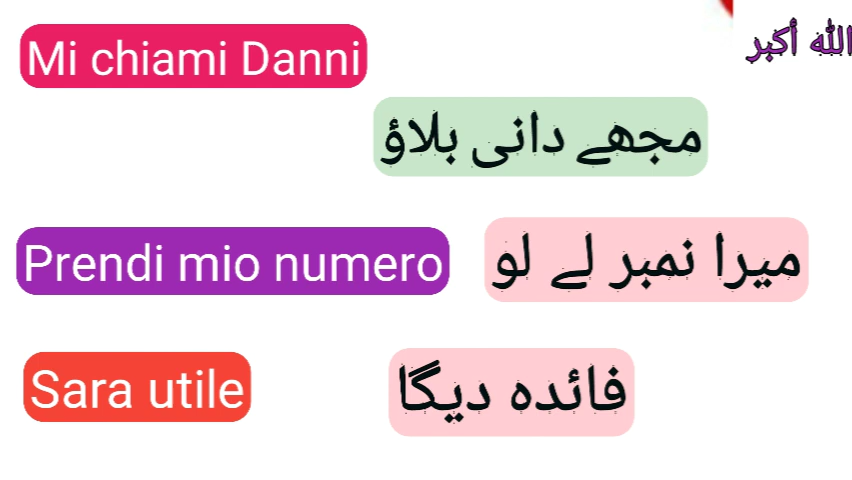 الله أكبر
Mi chiami Danni
مجھے دانی بلاؤ
Prendi mio numero
میرا نمبر لے لو
Sara utile
فائدہ دیگا